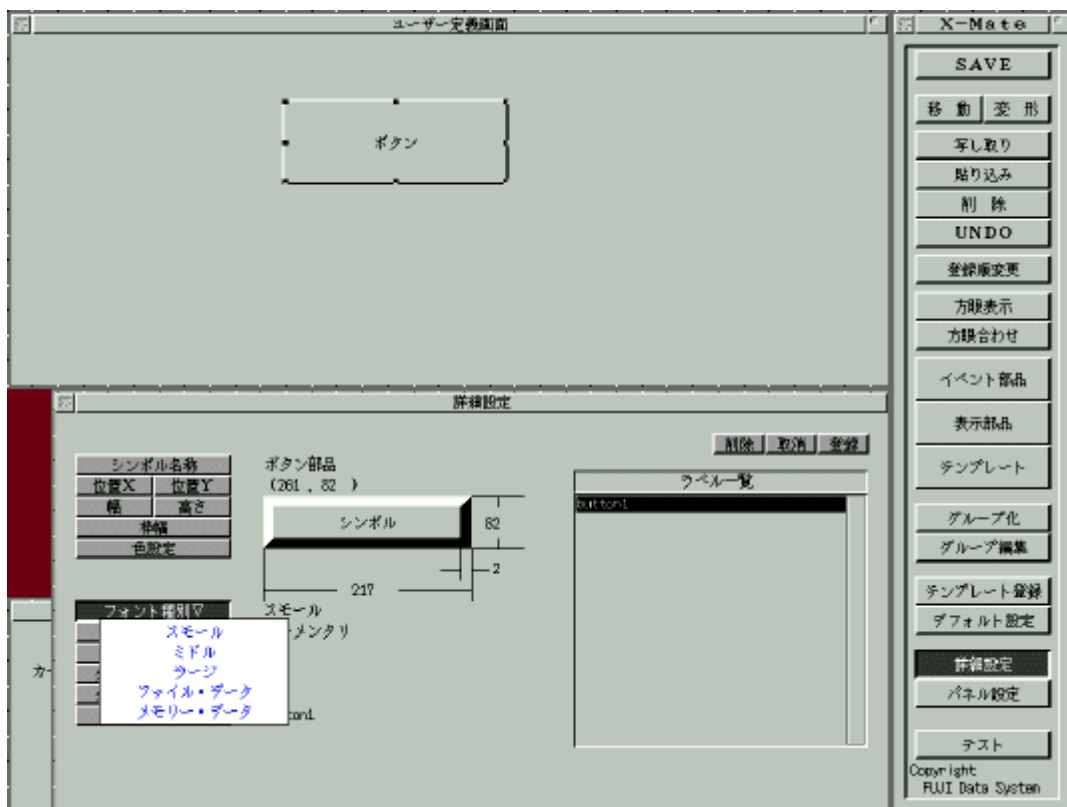 ユーザー定義画面
ボタン
X-Mate
SAVE
移動
変形
写し取り
貼り込み
削除
UNDO
登録順変更
方眼表示
方眼合わせ
イベント部品
表示部品
テンプレート
グループ化
グループ編集
テンプレート登録
デフォルト設定
詳細設定
パネル設定
テスト
Copyright
FUJI Data System
詳細設定
削除
取消
登録
シンボル名称
位置X
位置Y
幅
高さ
枠幅
色設定
ボタン部品
(261 , 82 )
シンボル
82
2
217
ラベル一覧
button1
フォント種別▽
スモール
スモール
ミドル
ラージ
ファイル・データ
メモリー・データ
メンタリ
ton1
カ